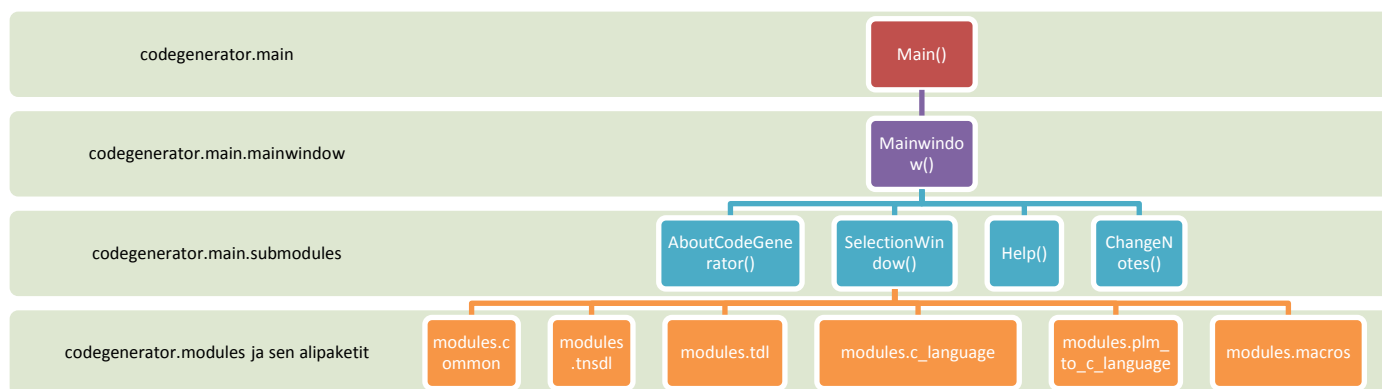 codegenerator.main
Main()
codegenerator.main.mainwindow
Mainwindo
w()
codegenerator.main.submodules
AboutCodeGene
rator()
SelectionWin
dow()
Help()
ChangeN
otes()
codegenerator.modules ja sen alipaketit
modules.c
ommon
modules
.tnsdl
modules.tdl
modules.c_language
modules.plm_
to_c_language
modules.macros